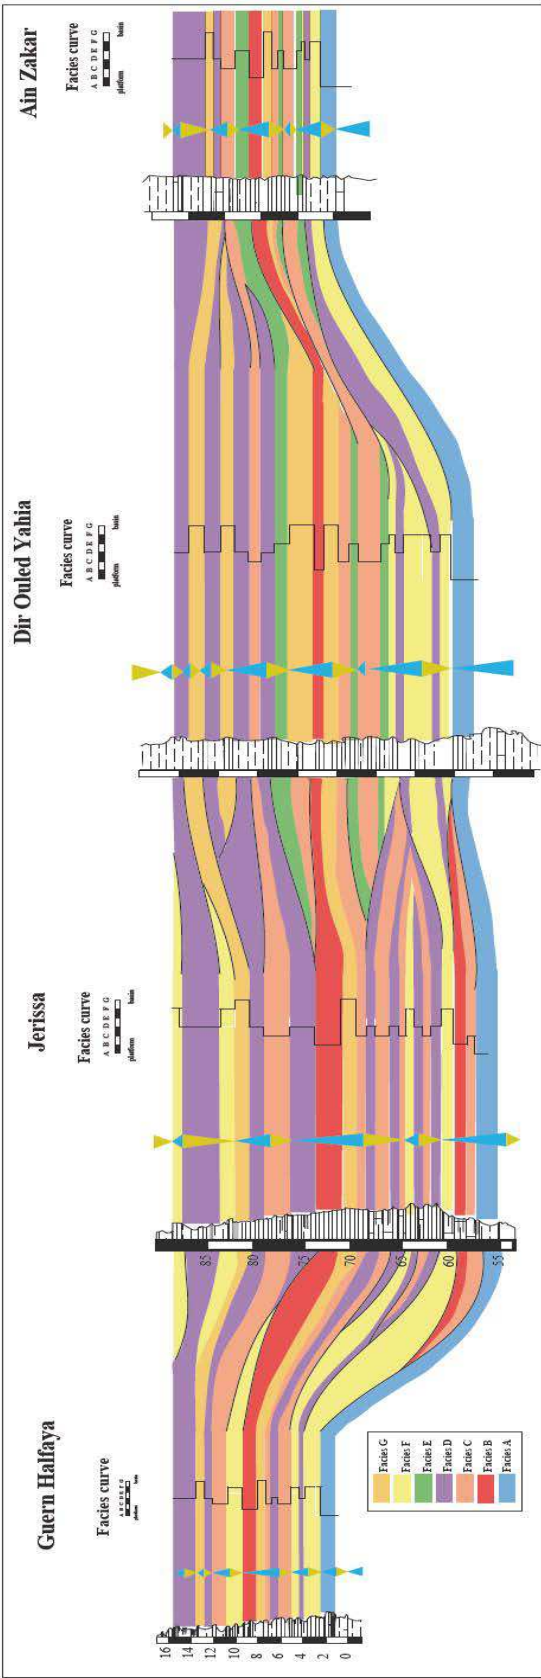 Guern Halfaya
Jerissa
Dir Ouled Yahia
Ain Zakar
Facies curve
A B C D E F G
platform basin
Facies curve
A B C D E F G
platform basin
Facies curve
A B C D E F G
platform basin
Facies curve
A B C D E F G
platform basin
16
14
12
10
8
6
4
2
0
85
80
75
70
65
60
55
Facies G
Facies F
Facies E
Facies D
Facies C
Facies B
Facies A